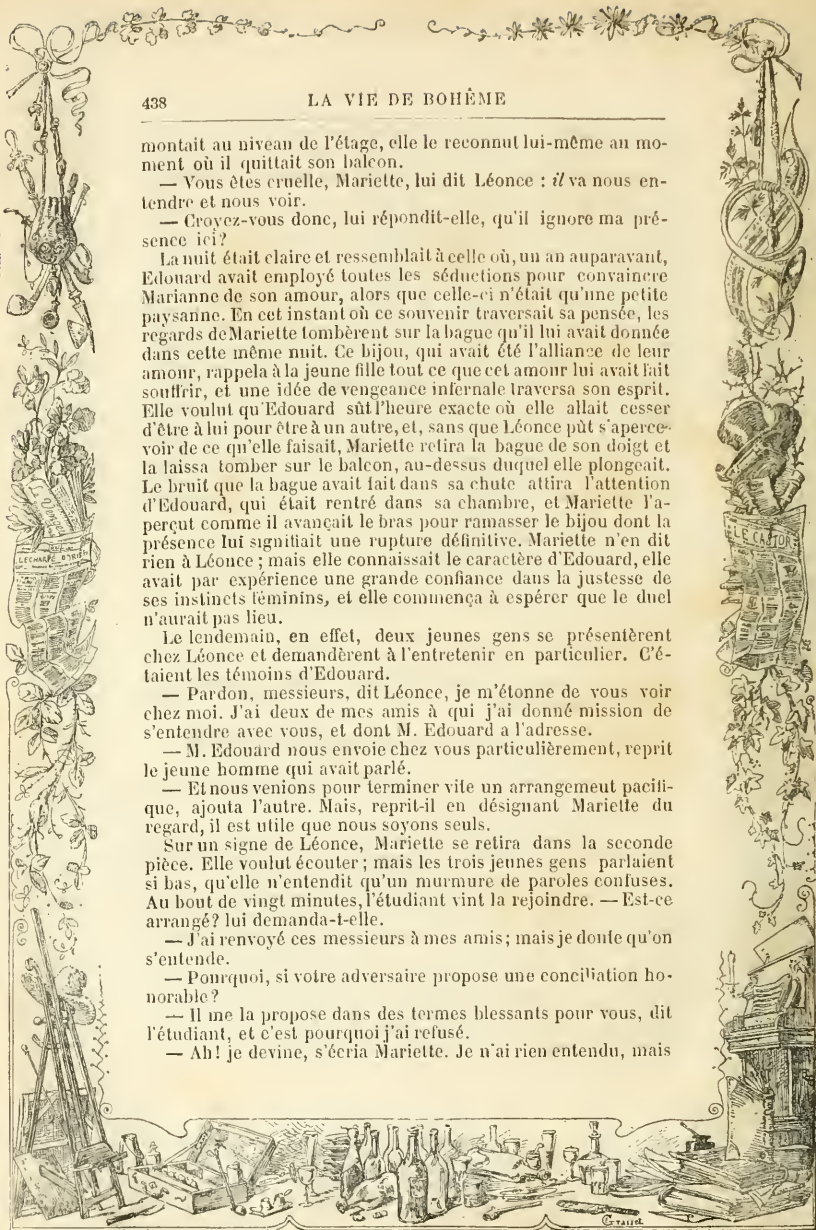 438
LA VIE DE BOHÊME
montait au niveau de l'étage, elle le reconnut lui-même au mo-
ment où il quittait son balcon.
— Vous êtes cruelle, Mariette, lui dit Léonce : il va nous en-
tendre et nous voir.
— Croyez-vous donc, lui répondit-elle, qu'il ignore ma pré-
sence ici?
La nuit était claire et ressemblait à celle où, un an auparavant,
Edouard avait employé toutes les séductions pour convaincre
Marianne de son amour, alors que celle-ci n'était qu'une petite
paysanne. En cet instant où ce souvenir traversait sa pensée, les
regards de Mariette tombèrent sur la bague qu'il lui avait donnée
dans cette même nuit. Ce bijou, qui avait été l'alliance de leur
amour, rappela à la jeune fille tout ce que cet amour lui avait fait
souffrir, et une idée de vengeance infernale traversa son esprit.
Elle voulut qu'Edouard sût l'heure exacte où elle allait cesser
d'être à lui pour être à un autre, et, sans que Léonce pût s'aperce-
voir de ce qu'elle faisait, Mariette retira la bague de son doigt et
la laissa tomber sur le balcon, au-dessus duquel elle plongeait.
Le bruit que la bague avait fait dans sa chute attira l'attention
d'Edouard, qui était rentré dans sa chambre, et Mariette l'a-
perçut comme il avançait le bras pour ramasser le bijou dont la
présence lui signifiait une rupture définitive. Mariette n'en dit
rien à Léonce ; mais elle connaissait le caractère d'Edouard, elle
avait par expérience une grande confiance dans la justesse de
ses instincts féminins, et elle commença à espérer que le duel
n'aurait pas lieu.
Le lendemain, en effet, deux jeunes gens se présentèrent
chez Léonce et demandèrent à l'entretenir en particulier. C'é-
taient les témoins d'Edouard.
— Pardon, messieurs, dit Léonce, je m'étonne de vous voir
chez moi. J'ai deux de mes amis à qui j'ai donné mission de
s'entendre avec vous, et dont M. Edouard a l'adresse.
— M. Edouard nous envoie chez vous particulièrement, reprit
le jeune homme qui avait parlé.
— Et nous venions pour terminer vite un arrangement pacifi-
que, ajouta l'autre. Mais, reprit-il en désignant Mariette du
regard, il est utile que nous soyons seuls.
Sur un signe de Léonce, Mariette se retira dans la seconde
pièce. Elle voulut écouter ; mais les trois jeunes gens parlaient
si bas, qu'elle n'entendit qu'un murmure de paroles confuses.
Au bout de vingt minutes, l'étudiant vint la rejoindre. — Est-ce
arrangé? lui demanda-t-elle.
— J'ai renvoyé ces messieurs à mes amis ; mais je doute qu'on
s'entende.
— Pourquoi, si votre adversaire propose une conciliation ho-
norable?
— Il me la propose dans des termes blessants pour vous, dit
l'étudiant, et c'est pourquoi j'ai refusé.
— Ah! je devine, s'écria Mariette. Je n'ai rien entendu, mais
LE CASTOR